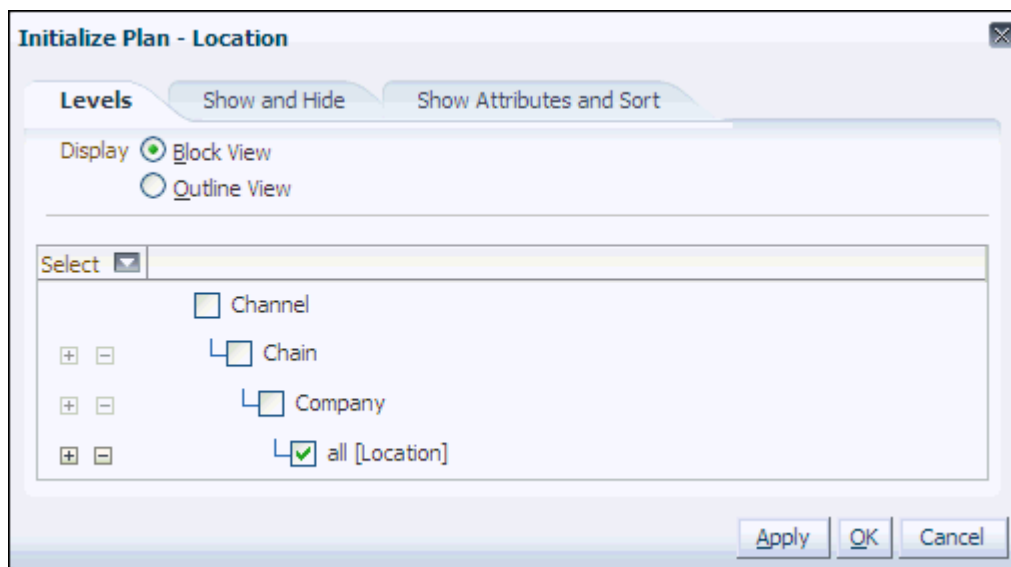 Initialize Plan - Location
Levels Show and Hide Show Attributes and Sort
Display Block View
Outline View
Select
Channel
Chain
Company
all [Location]
Apply OK Cancel